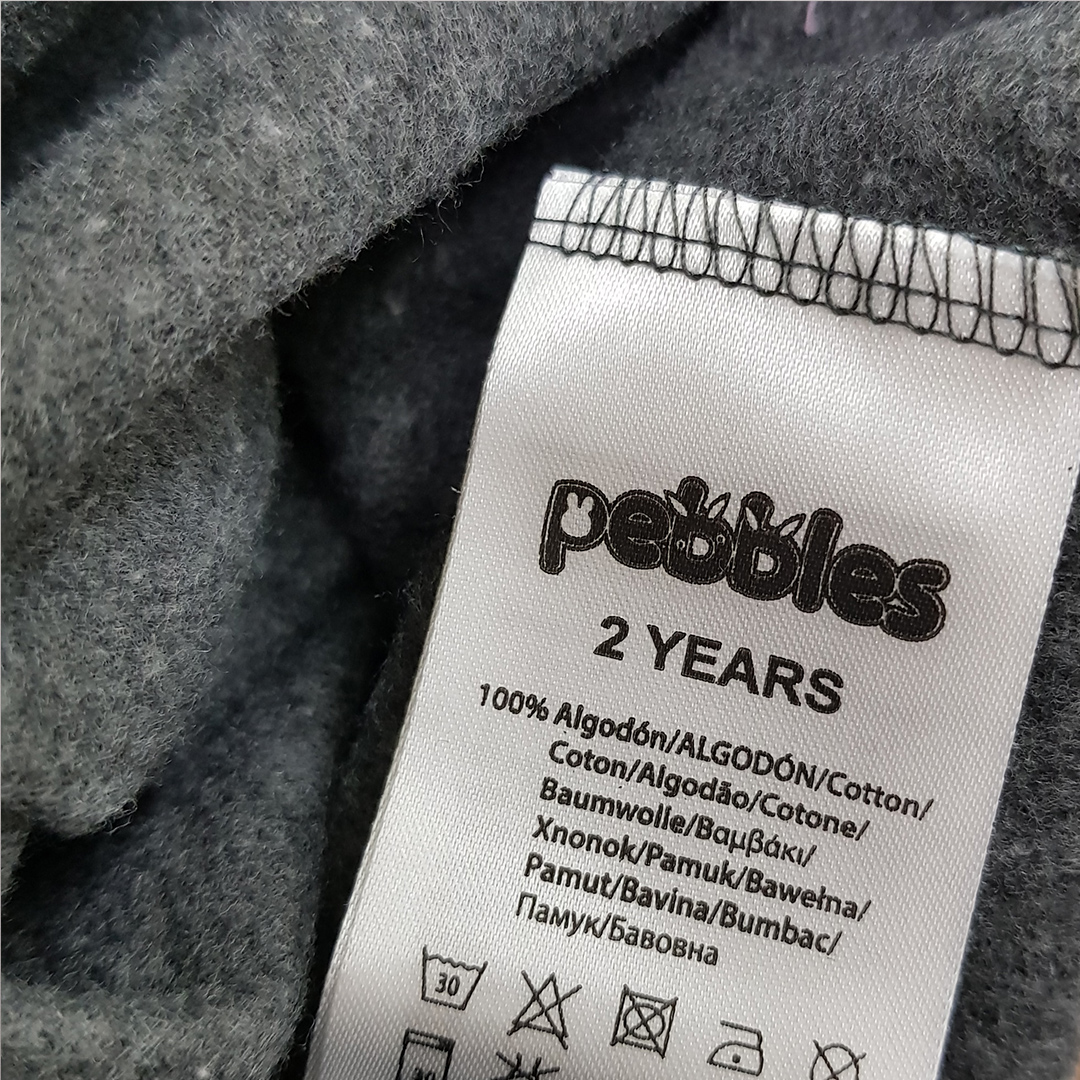 pebbles
2 YEARS
100% Algodón/ALGODÓN/Cotton/
Coton/Algodão/Cotone/
Baumwolle/Βαμβάκι/
Xnonok/Pamuk/Bawełna/
Pamut/Bavina/Bumbac/
Памук/Бавовна
30